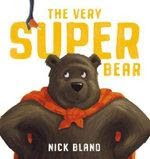 THE VERY
SUPER
BEAR
NICK BLAND